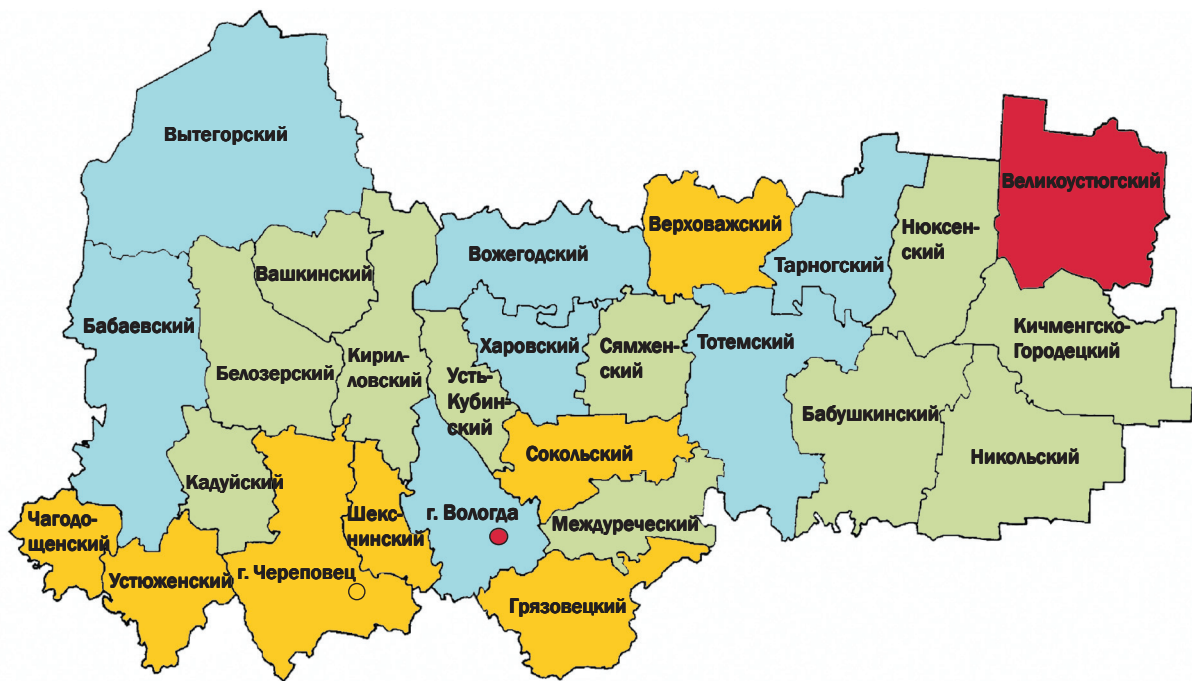 Вытегорский
Великоустюгский
Верховажский
Нюксен-
ский
Вожегодский
Тарногский
Вашкинский
Бабаевский
Белозерский
Кирил-
ловский
Усть-
Кубин-
ский
Харовский
Сямжен-
ский
Тотемский
Кичменгско-
Городецкий
Бабушкинский
Никольский
Кадуйский
Сокольский
Чагодо-
щенский
Шекс-
нинский
г. Вологда
Междуреческий
Устюженский
г. Череповец
Грязовецкий